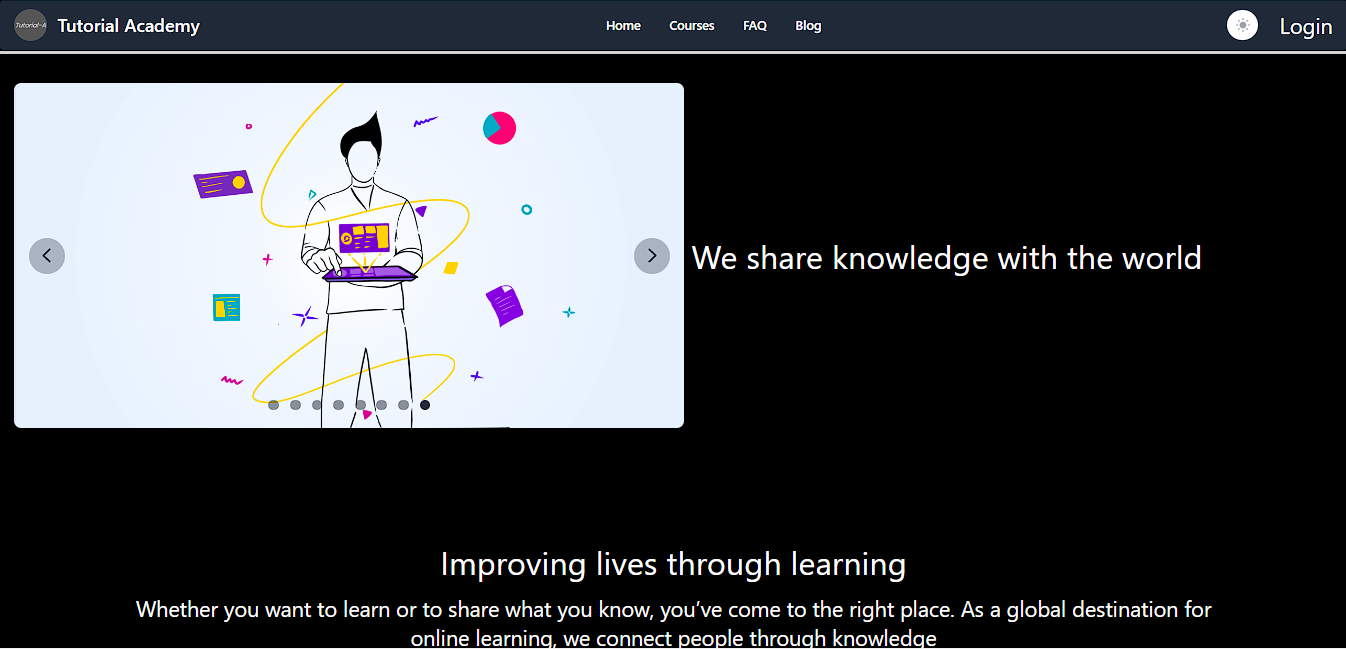 Tutorial-A
Tutorial Academy
Home
Courses
FAQ
Blog
Login
We share knowledge with the world
Improving lives through learning
Whether you want to learn or to share what you know, you’ve come to the right place. As a global destination for
online learning, we connect people through knowledge